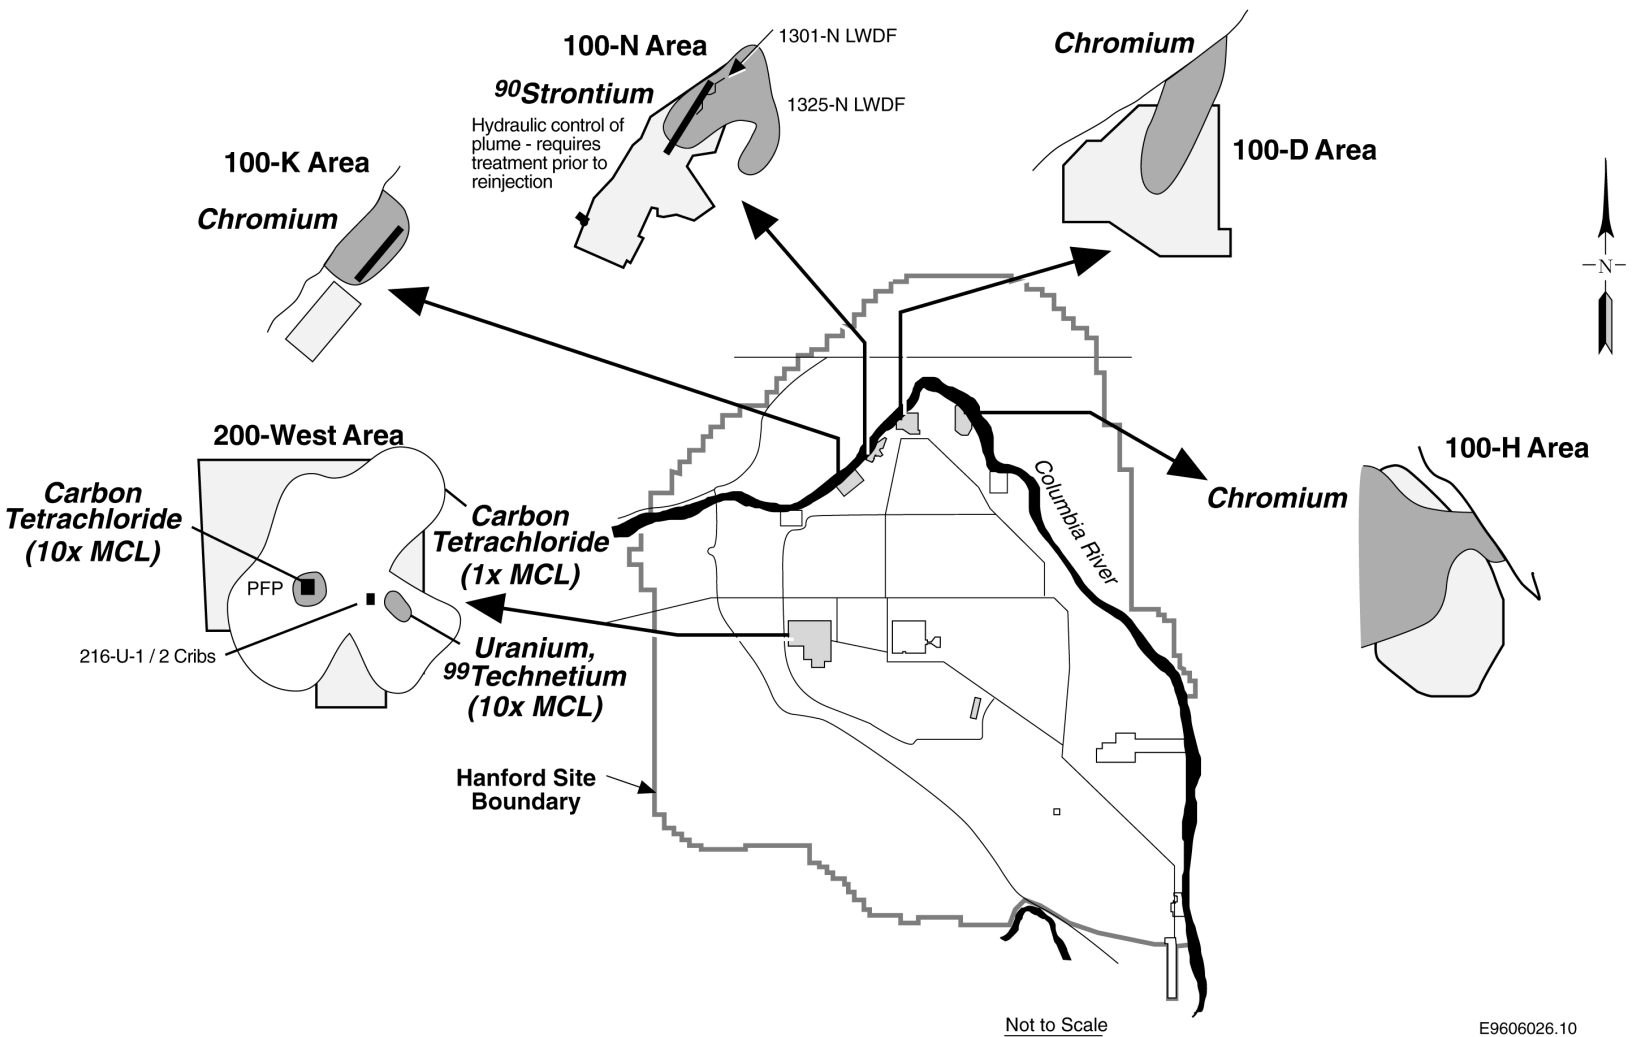 100-N Area
1301-N LWDF
90Strontium
1325-N LWDF
Hydraulic control of
plume - requires
treatment prior to
reinjection
Chromium
100-D Area
100-K Area
Chromium
N
200-West Area
Carbon
Tetrachloride
(10x MCL)
Carbon
Tetrachloride
(1x MCL)
PFP
216-U-1 / 2 Cribs
Uranium,
99Technetium
(10x MCL)
Columbia River
100-H Area
Chromium
Hanford Site
Boundary
Not to Scale
E9606026.10